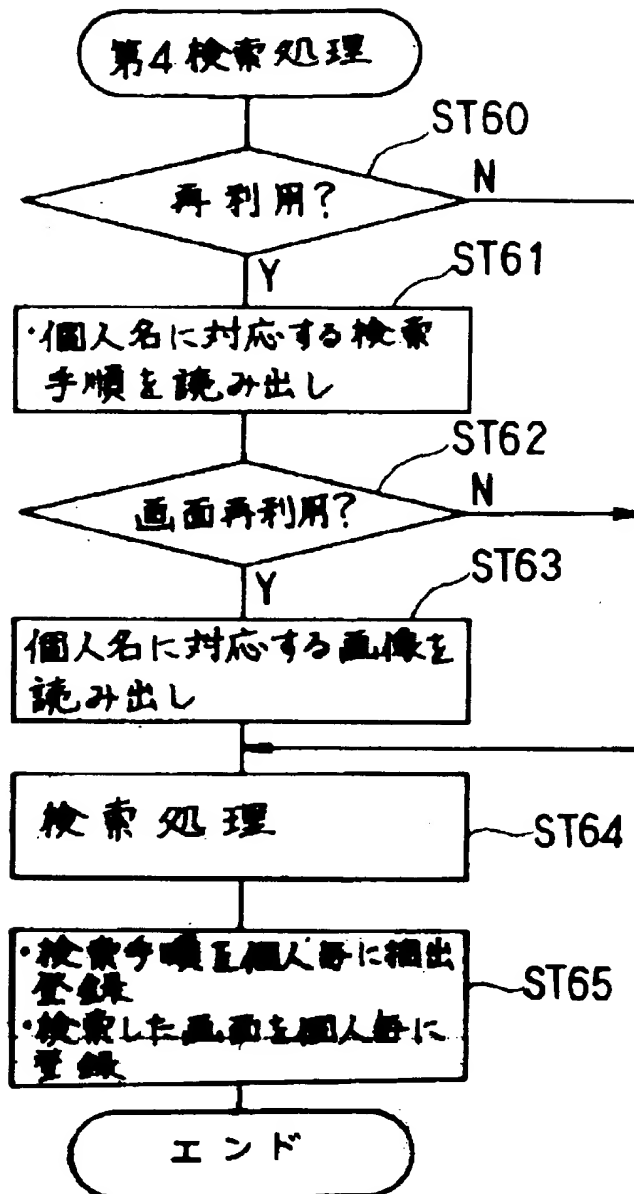 第4検索処理
ST60
再利用?
N
Y
ST61
・個人名に対応する検索
手順を読み出し
ST62
画面再利用?
N
Y
ST63
個人名に対応する画像を
読み出し
検索処理
ST64
・検索手順を個人毎に抽出
登録
・検索した画面を個人毎に
登録
ST65
エンド